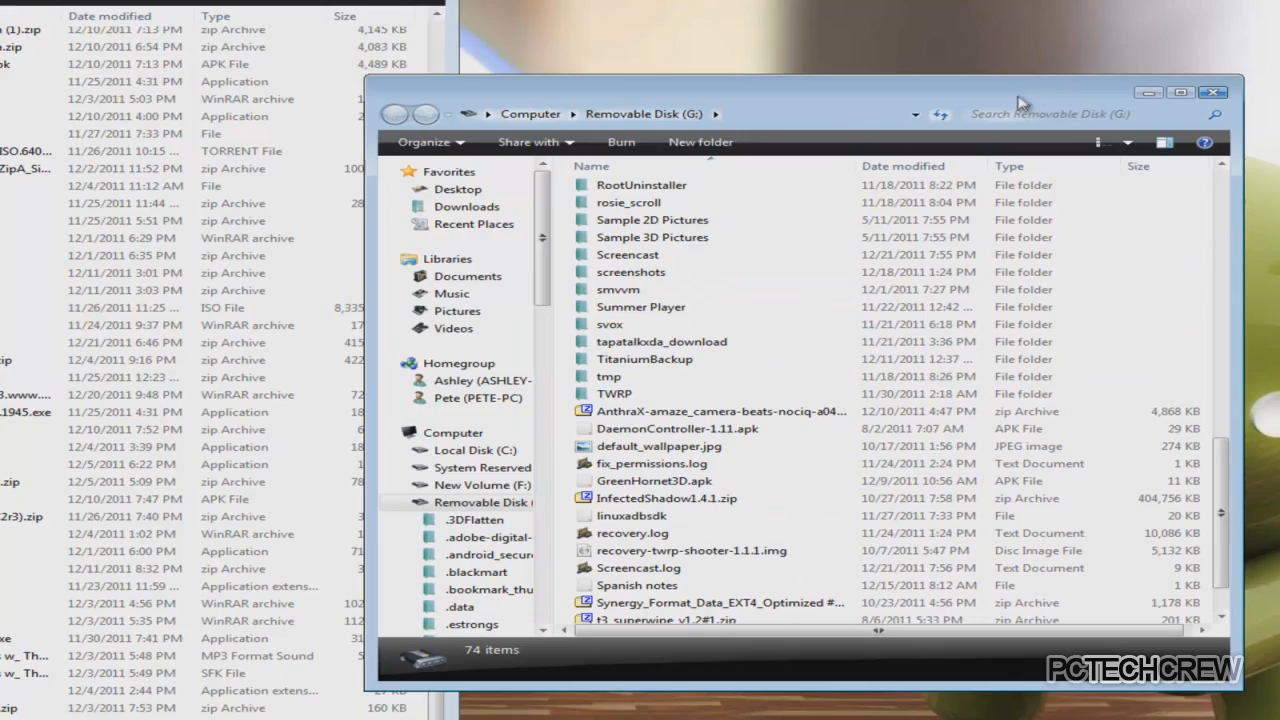 Date modified Type Size
n (1).zip 12/10/2011 7:13 PM zip Archive 4,145 KB
o.zip 12/10/2011 6:54 PM zip Archive 4,083 KB
ok 12/10/2011 7:13 PM APK File 4,489 KB
11/25/2011 4:31 PM Application
12/3/2011 5:03 PM WinRAR archive
12/10/2011 4:00 PM Application
11/27/2011 7:33 PM File
ISO.640... 11/26/2011 10:15 ... TORRENT File
ZipA_Si... 12/2/2011 11:52 PM zip Archive 100
12/4/2011 11:12 AM File
12/3/2011 11:44 ... zip Archive 28
11/25/2011 5:51 PM zip Archive
12/1/2011 6:29 PM WinRAR archive
12/1/2011 6:35 PM zip Archive
12/11/2011 3:01 PM zip Archive
12/11/2011 3:03 PM zip Archive
11/26/2011 11:25 ... ISO File 8,335
11/24/2011 9:37 PM WinRAR archive 17
12/21/2011 6:46 PM zip Archive 415
zip 12/4/2011 9:16 PM zip Archive 422
11/25/2011 12:23 ... zip Archive
3.www.... 12/20/2011 9:48 PM WinRAR archive
.1945.exe 11/25/2011 4:31 PM Application 18
12/10/2011 7:52 PM zip Archive
12/4/2011 3:39 PM Application 18
12/5/2011 6:22 PM Application
.zip 12/5/2011 5:09 PM zip Archive 78
12/10/2011 7:47 PM APK File
(2r3).zip 11/26/2011 7:40 PM zip Archive
12/4/2011 1:02 PM WinRAR archive
12/1/2011 6:00 PM Application 71
12/11/2011 8:32 PM zip Archive
11/23/2011 11:59 ... Application extens...
12/3/2011 4:56 PM WinRAR archive 102
12/3/2011 5:35 PM WinRAR archive 112
exe 11/30/2011 7:41 PM Application 31
s w_ Th... 12/3/2011 5:48 PM MP3 Format Sound
s w_ Th... 12/3/2011 5:49 PM SFK File
12/4/2011 2:44 PM Application extens... 27 KB
.zip 12/3/2011 7:53 PM zip Archive 160 KB
Computer Removable Disk (G:) Search Removable Disk (G:)
Organize Share with Burn New folder
Favorites
Desktop
Downloads
Recent Places
Libraries
Documents
Music
Pictures
Videos
Homegroup
Ashley (ASHLEY-
Pete (PETE-PC)
Computer
Local Disk (C:)
System Reserved
New Volume (F:)
Removable Disk (
.3DFlatten
.adobe-digital-
.android_secure
.blackmart
.bookmark_thu
.data
.estrongs
Name Date modified Type Size
RootUninstaller 11/18/2011 8:22 PM File folder
rosie_scroll 11/18/2011 8:04 PM File folder
Sample 2D Pictures 5/11/2011 7:55 PM File folder
Sample 3D Pictures 5/11/2011 7:55 PM File folder
Screencast 12/21/2011 7:55 PM File folder
screenshots 12/18/2011 1:24 PM File folder
smvvm 12/1/2011 7:27 PM File folder
Summer Player 11/22/2011 12:42 ... File folder
svox 11/21/2011 6:18 PM File folder
tapatalkxda_download 11/21/2011 3:36 PM File folder
TitaniumBackup 12/11/2011 12:37 ... File folder
tmp 11/18/2011 8:26 PM File folder
TWRP 11/30/2011 2:18 AM File folder
AnthraX-amaze_camera-beats-nociq-a04... 12/10/2011 4:47 PM zip Archive 4,868 KB
DaemonController-1.11.apk 8/2/2011 7:07 AM APK File 29 KB
default_wallpaper.jpg 10/17/2011 1:56 PM JPEG image 274 KB
fix_permissions.log 11/24/2011 2:24 PM Text Document 1 KB
GreenHornet3D.apk 10/5/2011 12:43 AM APK File 11 KB
InfectedShadow1.4.1.zip 10/27/2011 7:58 PM zip Archive 404,756 KB
linuxadbsdk 11/27/2011 7:33 PM File 20 KB
recovery.log 11/24/2011 1:24 PM Text Document 10,086 KB
recovery-twrp-shooter-1.1.1.img 10/7/2011 5:47 PM Disc Image File 5,132 KB
Screencast.log 12/21/2011 7:56 PM Text Document 9 KB
Spanish notes 12/15/2011 8:12 AM File 1 KB
Synergy_Format_Data_EXT4_Optimized #... 10/23/2011 4:56 PM zip Archive 1,178 KB
t3_superwipe_v1.2#1.zip 8/6/2011 5:33 PM zip Archive 201 KB
74 items
PCTECHCREW